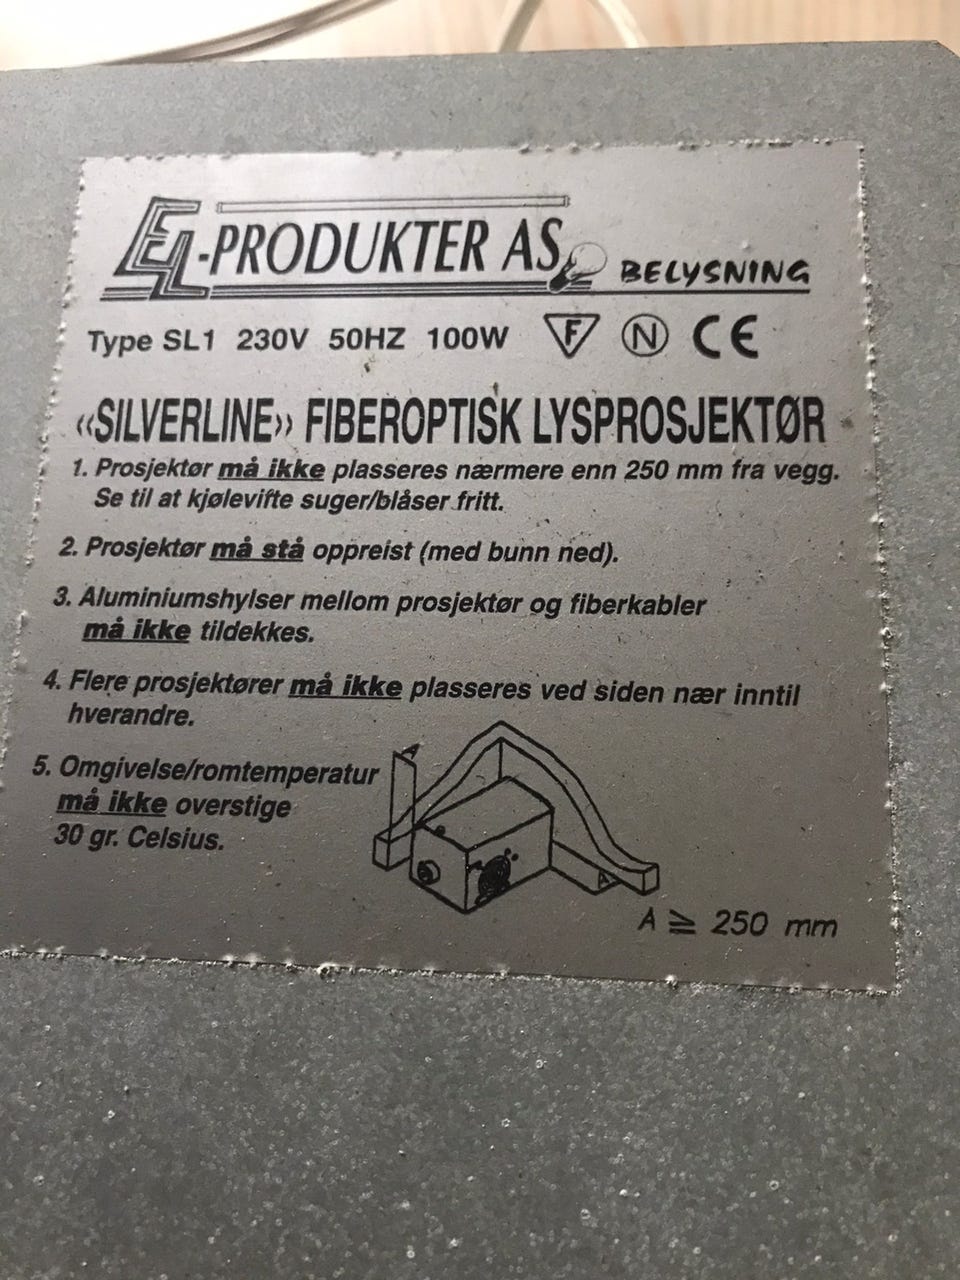 EL-PRODUKTER AS BELYSNING
Type SL1 230V 50HZ 100W F N CE
«SILVERLINE» FIBEROPTISK LYSPROSJEKTØR
1. Prosjektør må ikke plasseres nærmere enn 250 mm fra vegg.
Se til at kjølevifte suger/blåser fritt.
2. Prosjektør må stå oppreist (med bunn ned).
3. Aluminiumshylser mellom prosjektør og fiberkabler
må ikke tildekkes.
4. Flere prosjektører må ikke plasseres ved siden nær inntil
hverandre.
5. Omgivelse/romtemperatur
må ikke overstige
30 gr. Celsius.
A
A ≧ 250 mm